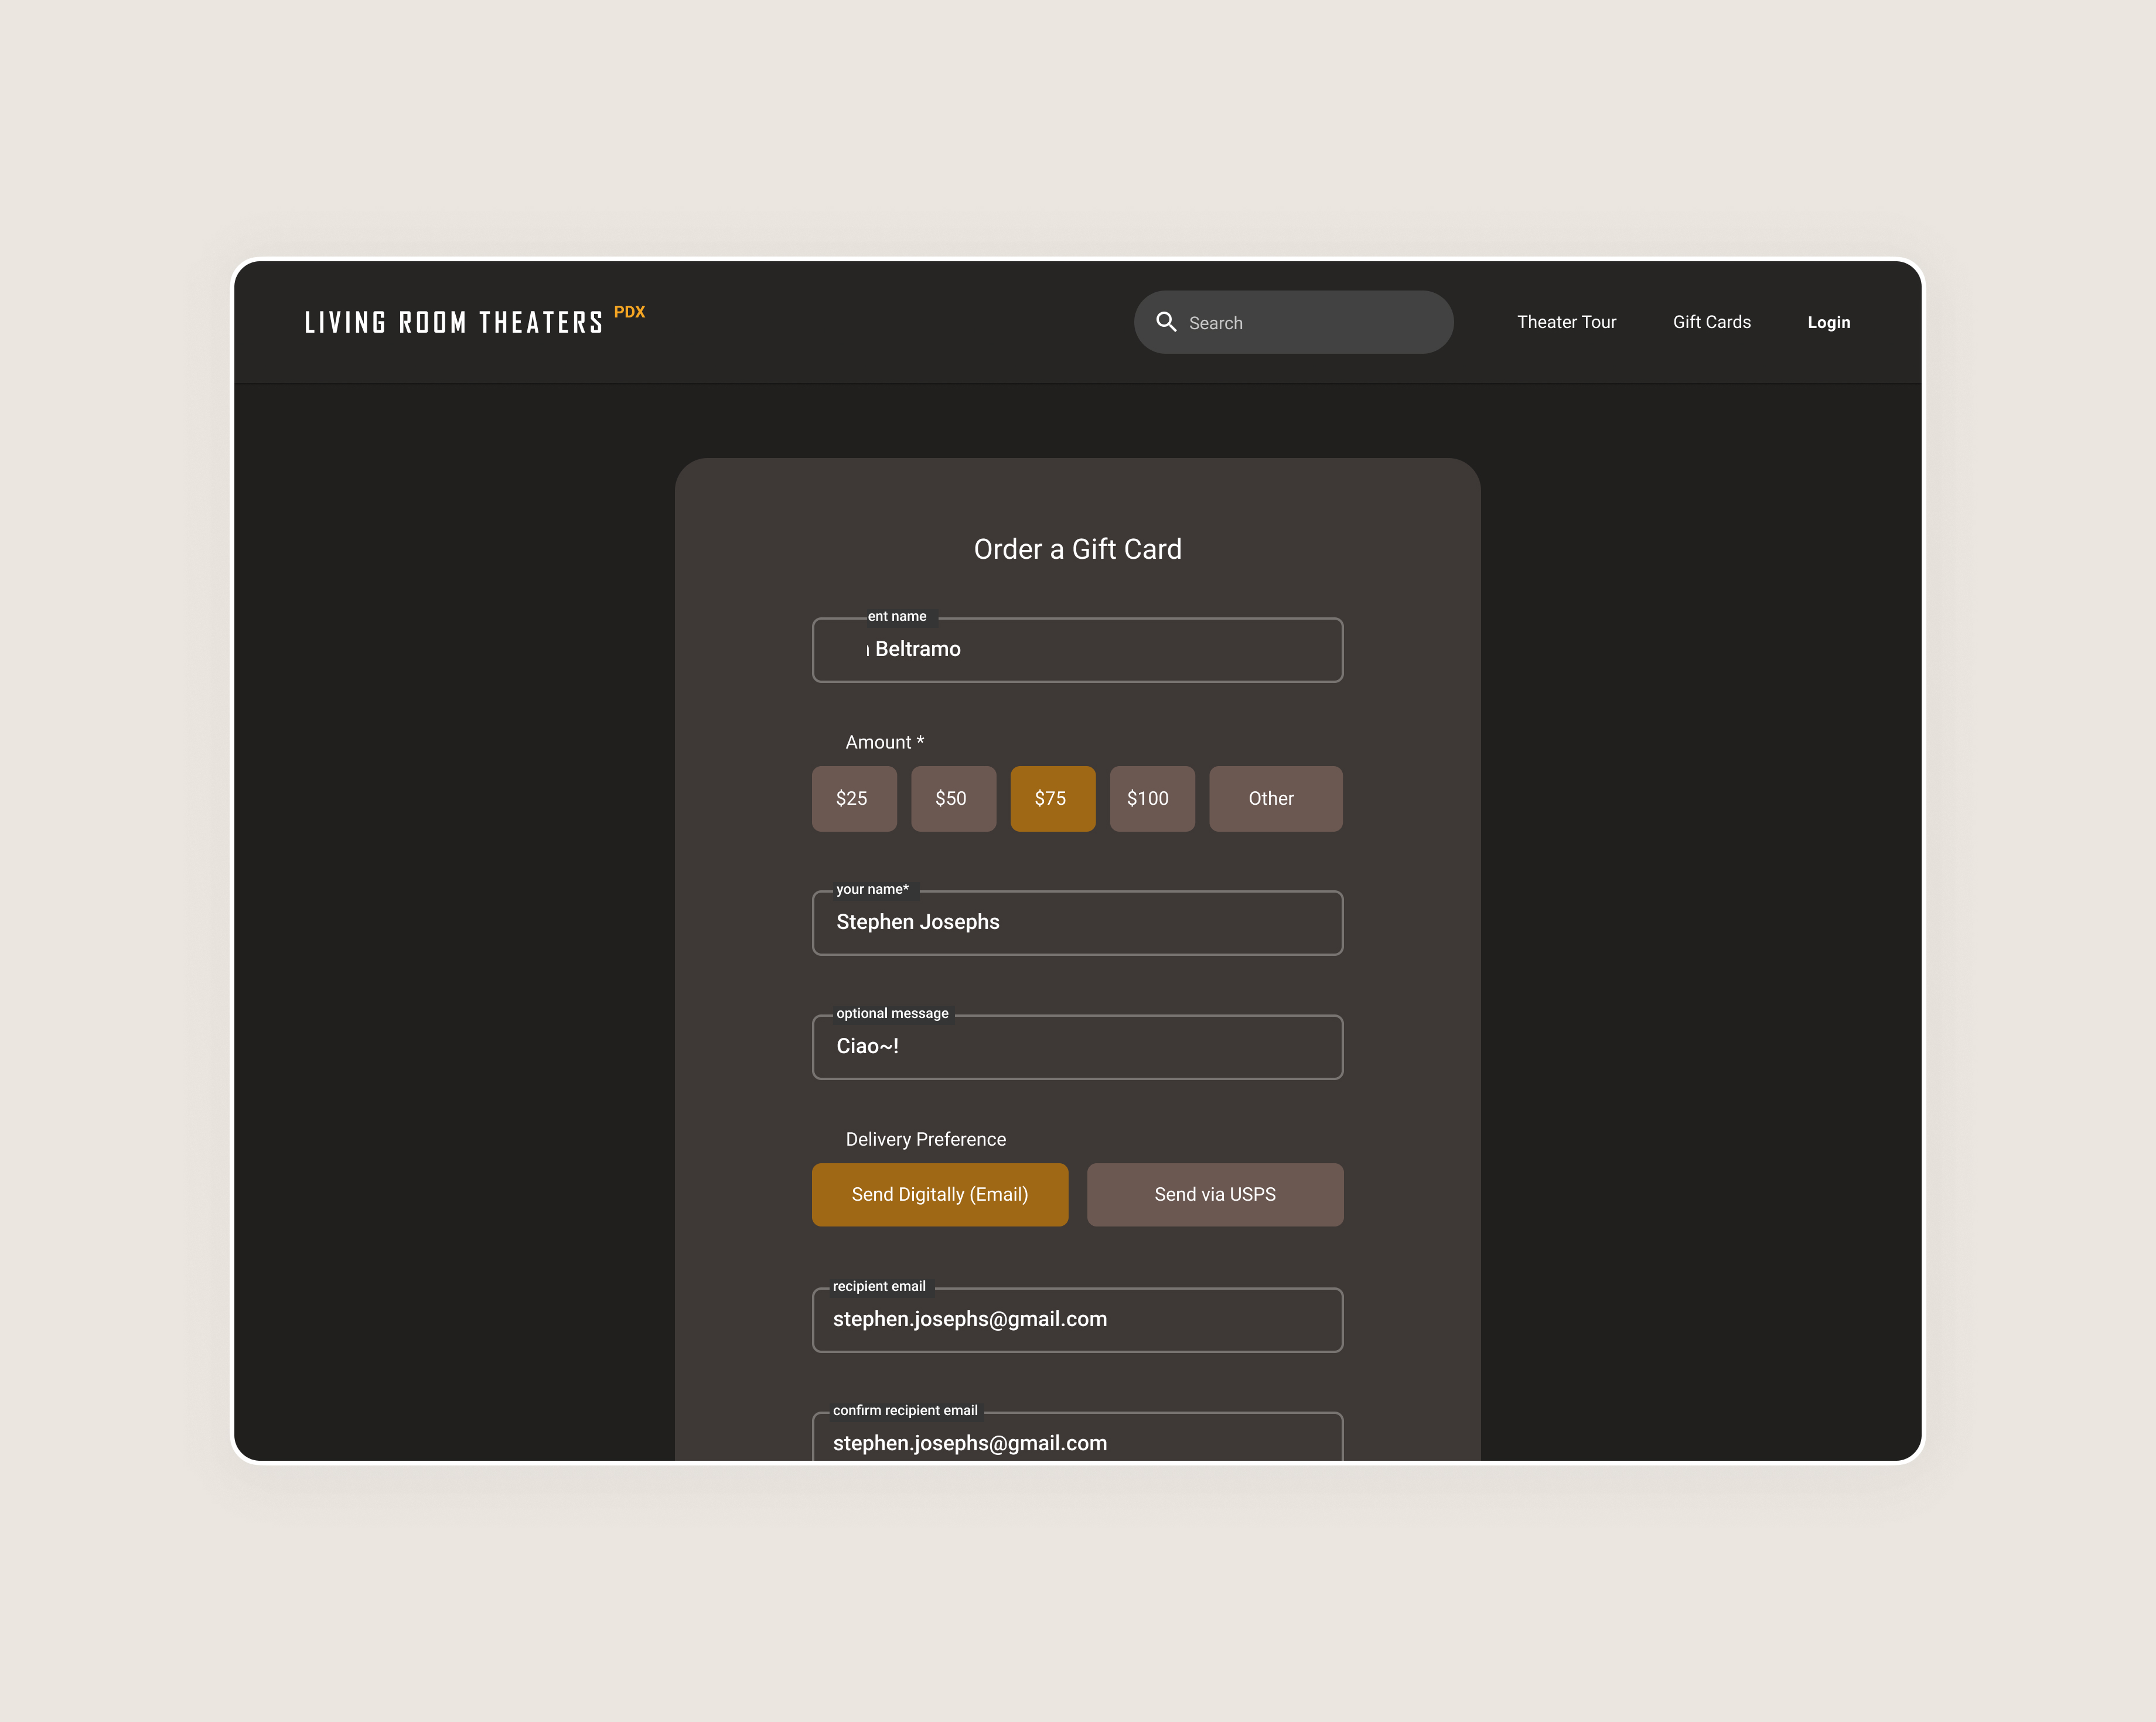 LIVING ROOM THEATERS PDX
Search
Theater Tour
Gift Cards
Login
Order a Gift Card
ent name
Beltramo
Amount *
$25
$50
$75
$100
Other
your name*
Stephen Josephs
optional message
Ciao~!
Delivery Preference
Send Digitally (Email)
Send via USPS
recipient email
stephen.josephs@gmail.com
confirm recipient email
stephen.josephs@gmail.com